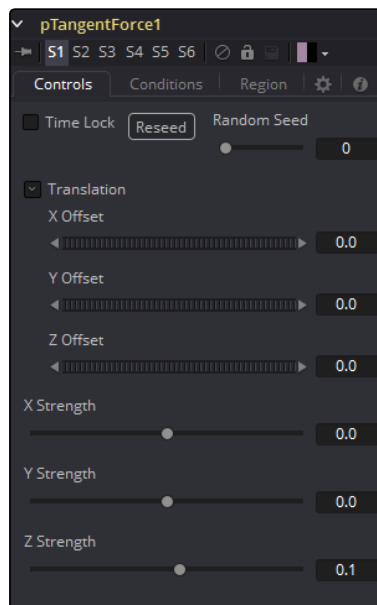 pTangentForce1
S1 S2 S3 S4 S5 S6
Controls Conditions Region
Time Lock Reseed Random Seed
0
Translation
X Offset
0.0
Y Offset
0.0
Z Offset
0.0
X Strength
0.0
Y Strength
0.0
Z Strength
0.1